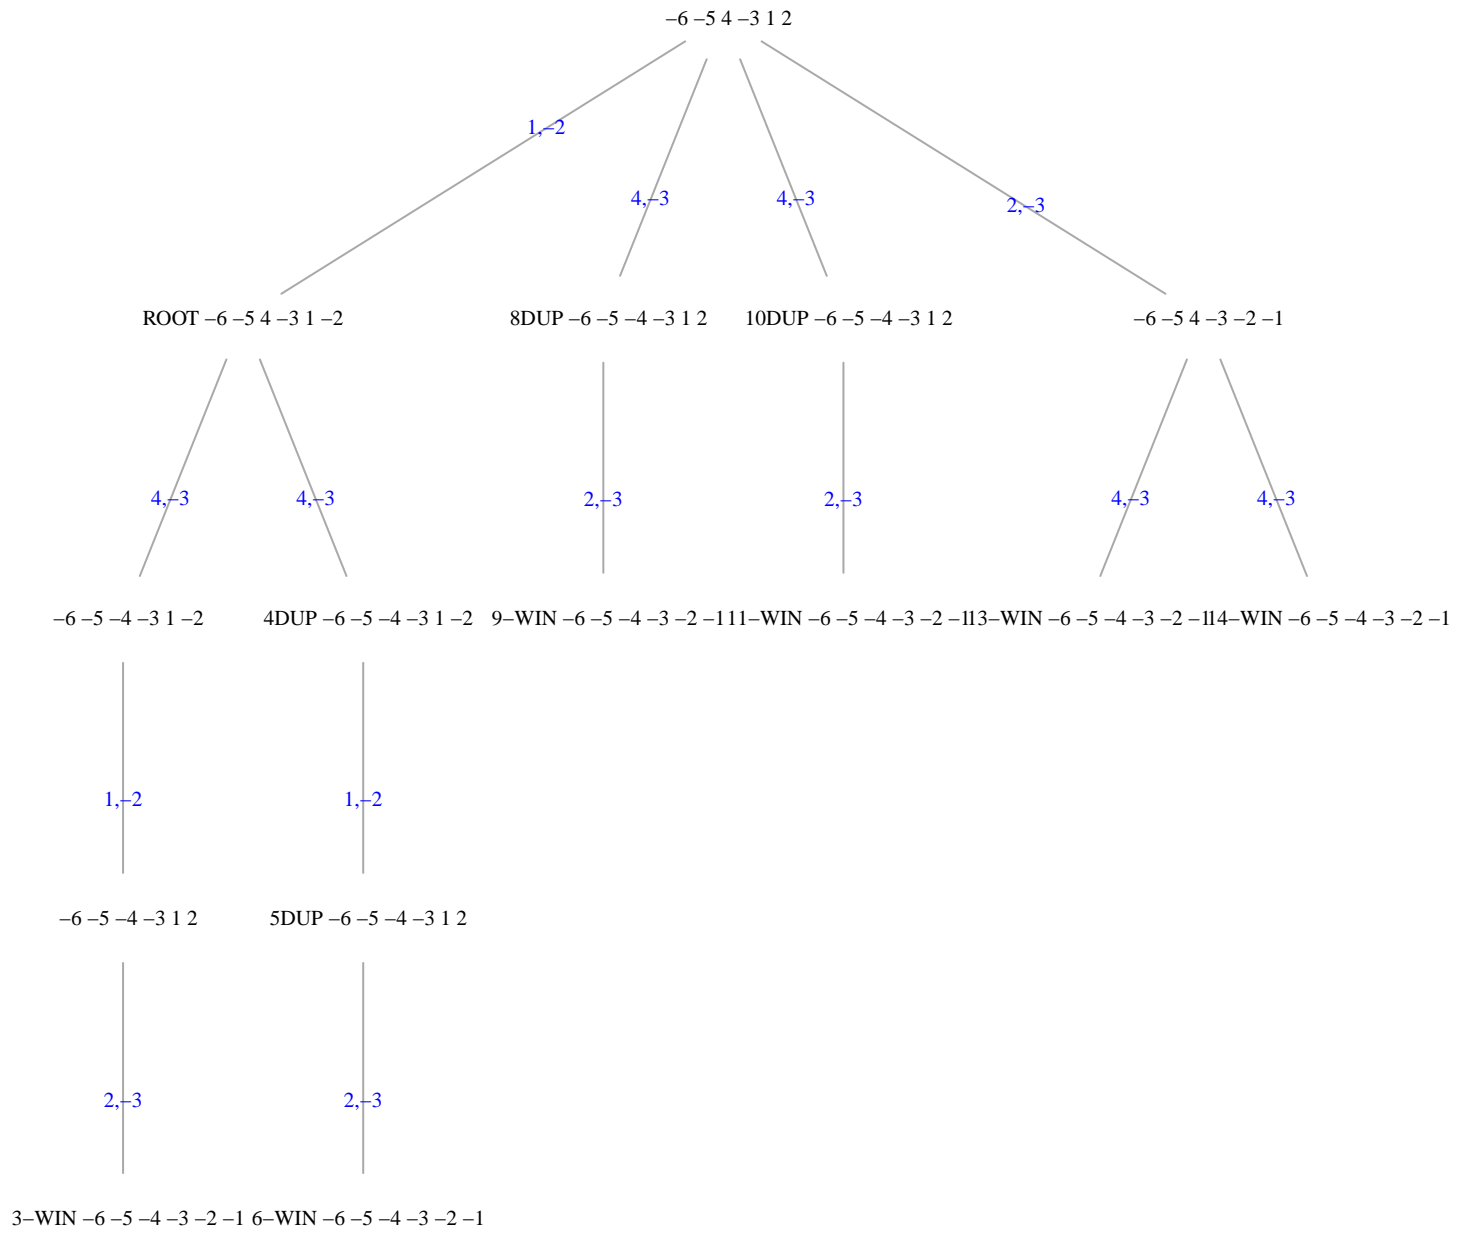 −6 −5 4 −3 1 2
1,−2
4,−3
4,−3
2,−3
ROOT −6 −5 4 −3 1 −2
8DUP −6 −5 −4 −3 1 2
10DUP −6 −5 −4 −3 1 2
−6 −5 4 −3 −2 −1
4,−3
4,−3
2,−3
2,−3
4,−3
4,−3
−6 −5 −4 −3 1 −2
4DUP −6 −5 −4 −3 1 −2
9−WIN −6 −5 −4 −3 −2 −1
11−WIN −6 −5 −4 −3 −2 −1
13−WIN −6 −5 −4 −3 −2 −1
14−WIN −6 −5 −4 −3 −2 −1
1,−2
1,−2
−6 −5 −4 −3 1 2
5DUP −6 −5 −4 −3 1 2
2,−3
2,−3
3−WIN −6 −5 −4 −3 −2 −1
6−WIN −6 −5 −4 −3 −2 −1